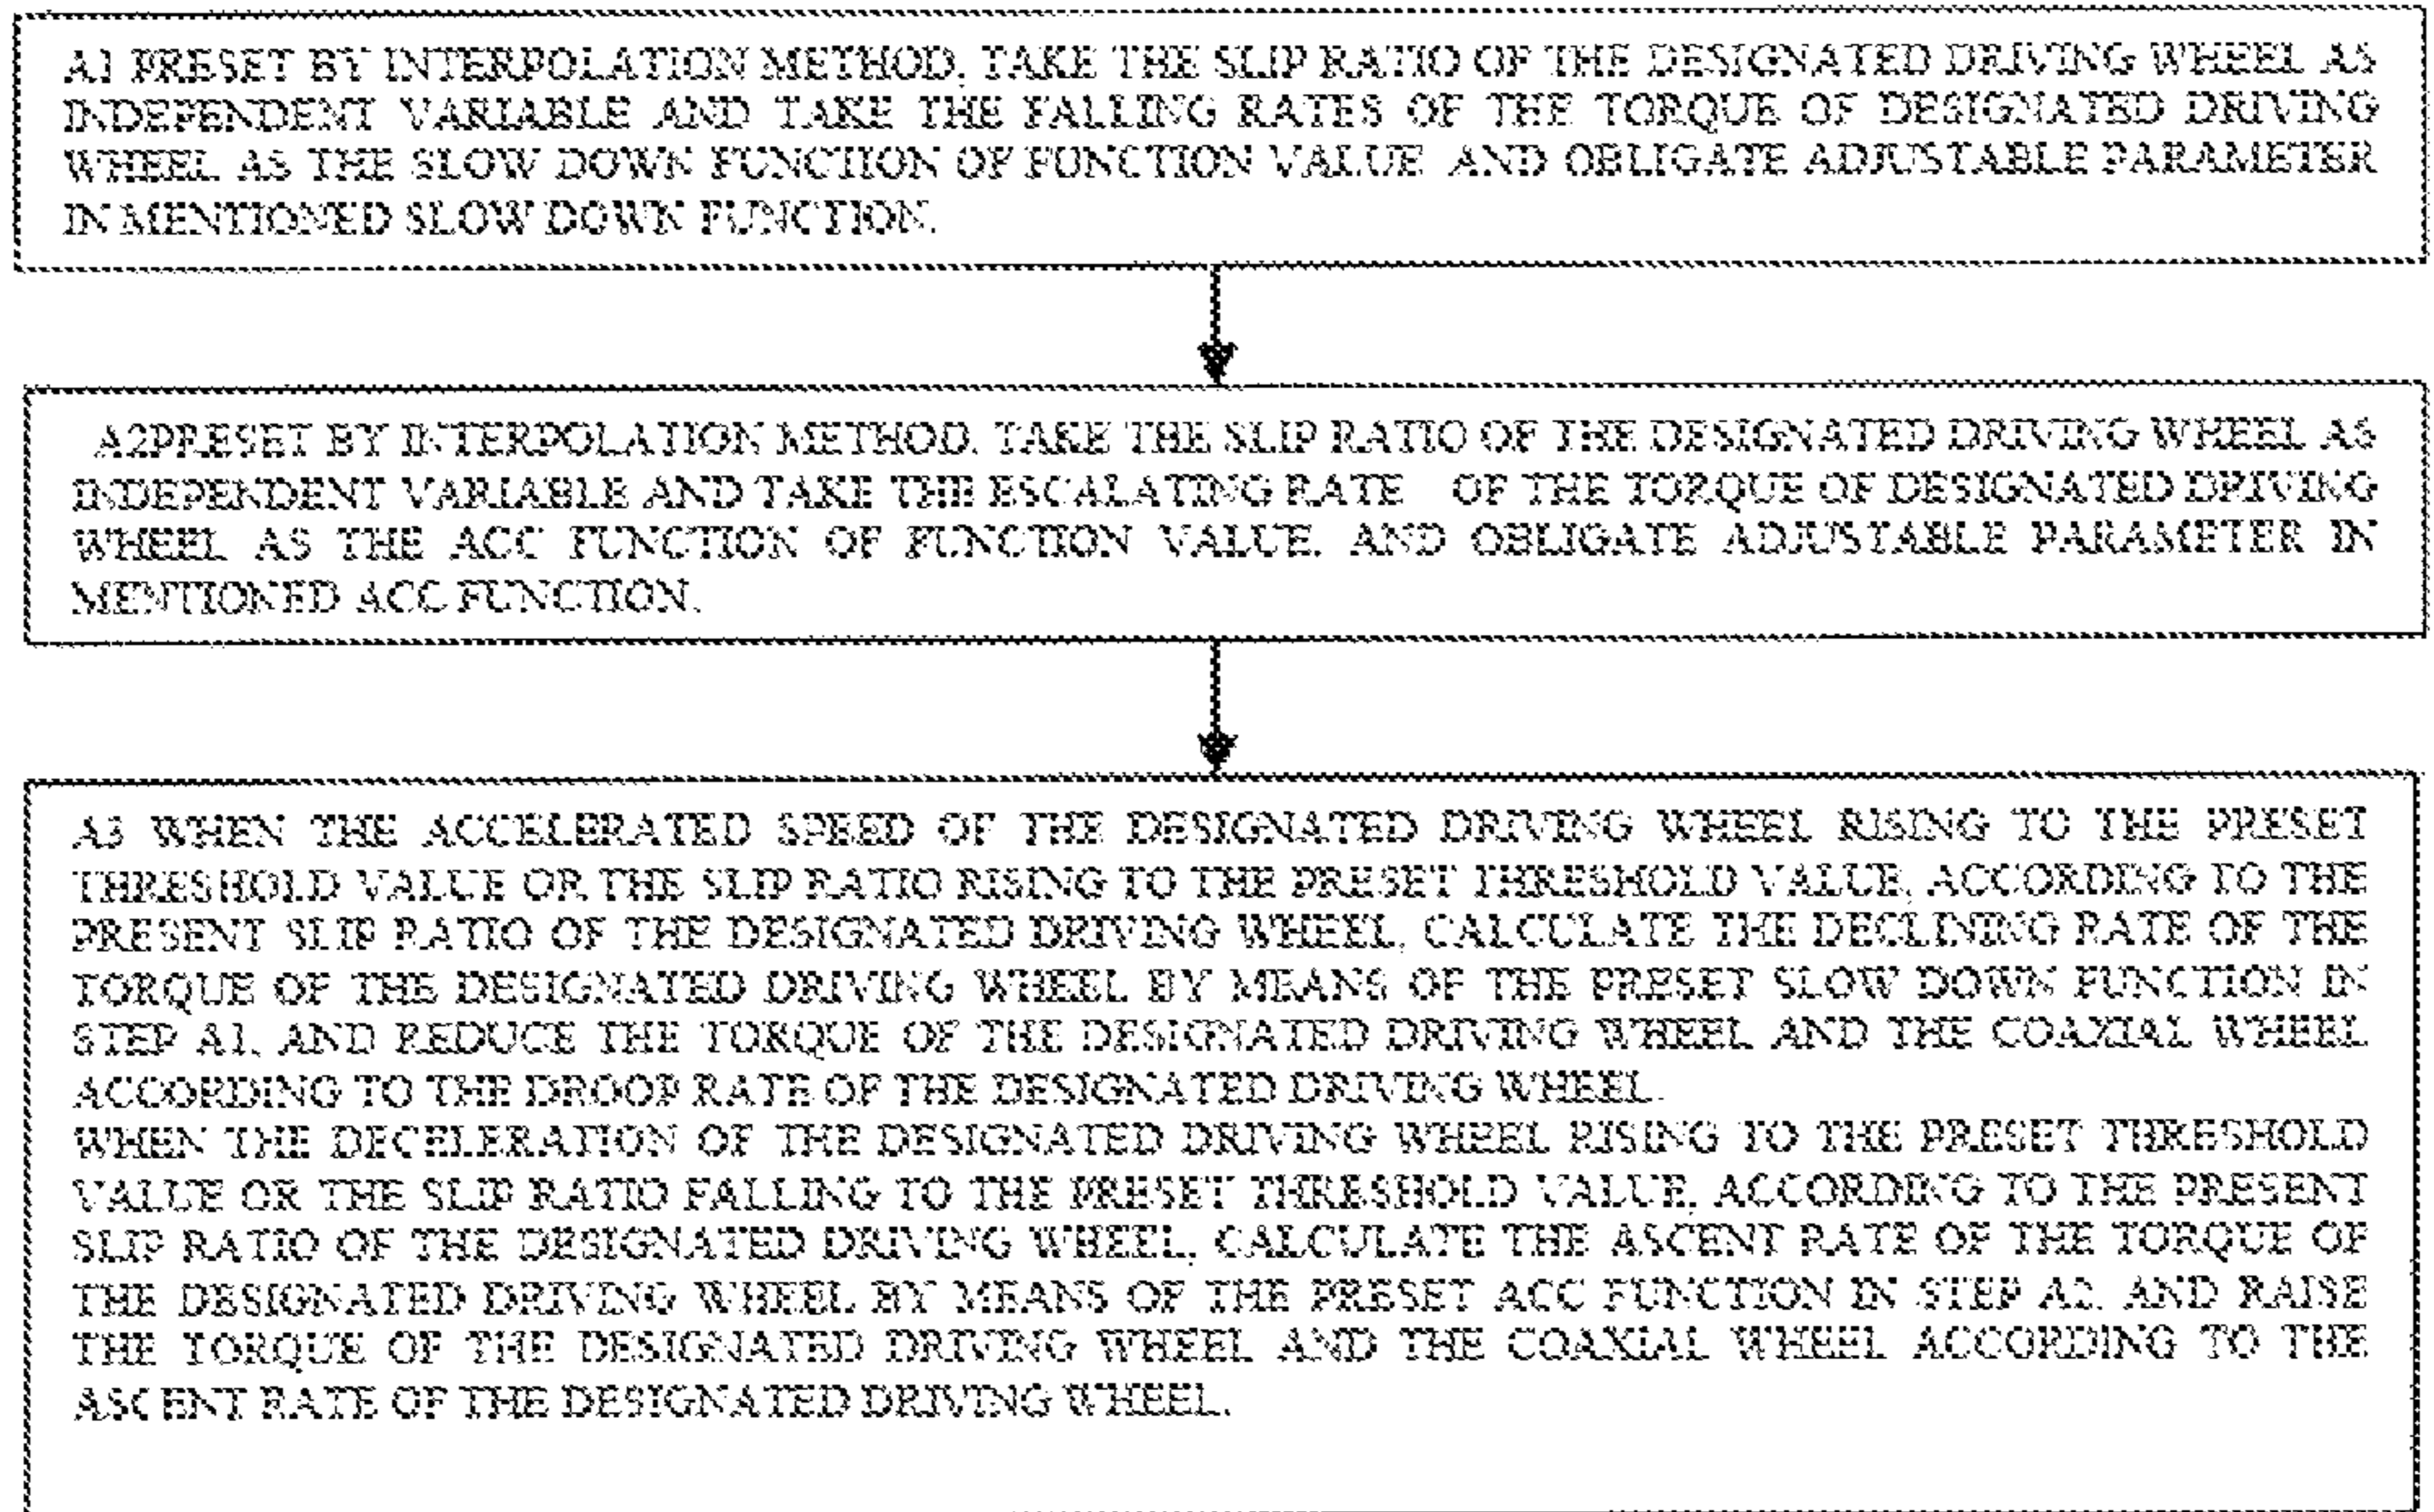 A1 PRESET BY INTERPOLATION METHOD, TAKE THE SLIP RATIO OF THE DESIGNATED DRIVING WHEEL AS
INDEPENDENT VARIABLE AND TAKE THE FALLING RATES OF THE TORQUE OF DESIGNATED DRIVING
WHEEL AS THE SLOW DOWN FUNCTION OF FUNCTION VALUE AND OBLIGATE ADJUSTABLE PARAMETER
IN MENTIONED SLOW DOWN FUNCTION.
A2PRESET BY INTERPOLATION METHOD, TAKE THE SLIP RATIO OF THE DESIGNATED DRIVING WHEEL AS
INDEPENDENT VARIABLE AND TAKE THE ESCALATING RATE OF THE TORQUE OF DESIGNATED DRIVING
WHEEL AS THE ACC FUNCTION OF FUNCTION VALUE, AND OBLIGATE ADJUSTABLE PARAMETER IN
MENTIONED ACC FUNCTION.
A3 WHEN THE ACCELERATED SPEED OF THE DESIGNATED DRIVING WHEEL RISING TO THE PRESET
THRESHOLD VALUE OR THE SLIP RATIO RISING TO THE PRESET THRESHOLD VALUE, ACCORDING TO THE
PRESENT SLIP RATIO OF THE DESIGNATED DRIVING WHEEL, CALCULATE THE DECLINING RATE OF THE
TORQUE OF THE DESIGNATED DRIVING WHEEL BY MEANS OF THE PRESET SLOW DOWN FUNCTION IN
STEP A1, AND REDUCE THE TORQUE OF THE DESIGNATED DRIVING WHEEL AND THE COAXIAL WHEEL
ACCORDING TO THE DROOP RATE OF THE DESIGNATED DRIVING WHEEL.
WHEN THE DECELERATION OF THE DESIGNATED DRIVING WHEEL RISING TO THE PRESET THRESHOLD
VALUE OR THE SLIP RATIO FALLING TO THE PRESET THRESHOLD VALUE, ACCORDING TO THE PRESENT
SLIP RATIO OF THE DESIGNATED DRIVING WHEEL, CALCULATE THE ASCENT RATE OF THE TORQUE OF
THE DESIGNATED DRIVING WHEEL BY MEANS OF THE PRESET ACC FUNCTION IN STEP A2, AND RAISE
THE TORQUE OF THE DESIGNATED DRIVING WHEEL AND THE COAXIAL WHEEL ACCORDING TO THE
ASCENT RATE OF THE DESIGNATED DRIVING WHEEL.